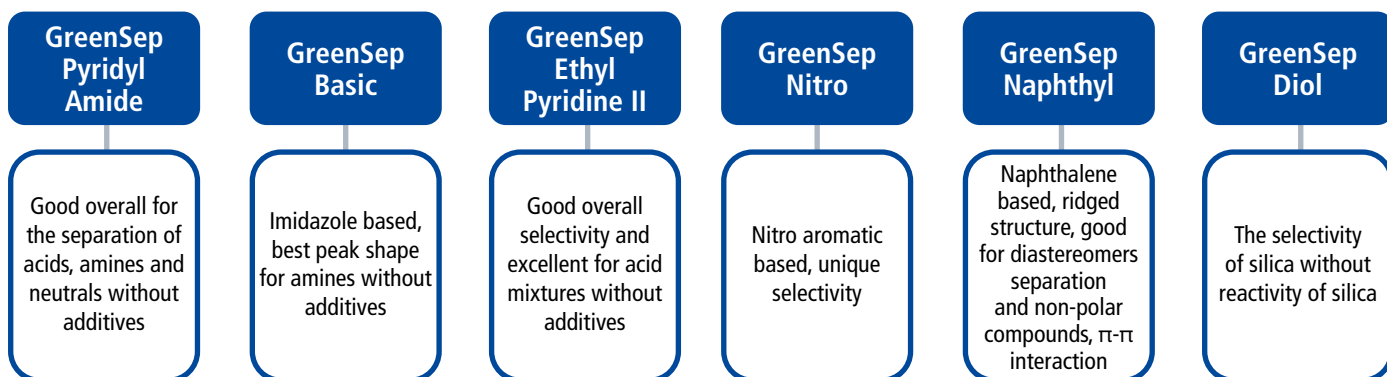 GreenSep
Pyridyl
Amide
Good overall for
the separation of
acids, amines and
neutrals without
additives
GreenSep
Basic
Imidazole based,
best peak shape
for amines without
additives
GreenSep
Ethyl
Pyridine II
Good overall
selectivity and
excellent for acid
mixtures without
additives
GreenSep
Nitro
Nitro aromatic
based, unique
selectivity
GreenSep
Naphthyl
Naphthalene
based, ridged
structure, good
for diastereomers
separation
and non-polar
compounds, π-π
interaction
GreenSep
Diol
The selectivity
of silica without
reactivity of silica